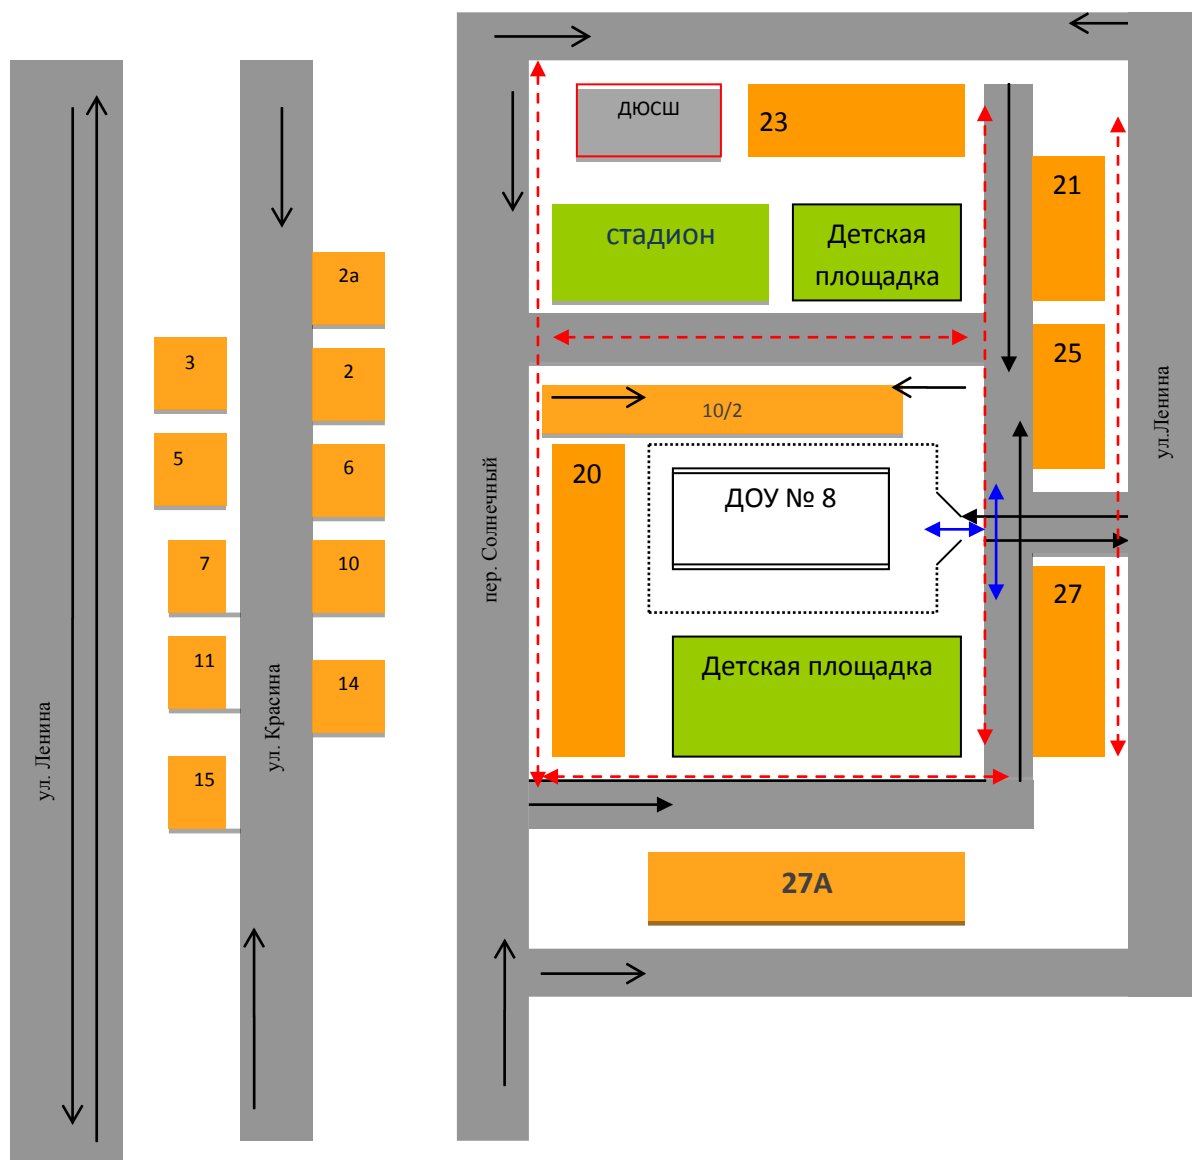 ДЮСШ
23
21
стадион
Детская
площадка
2а
3
2
25
ул.Ленина
10/2
5
6
20
ДОУ № 8
пер. Солнечный
7
10
27
11
14
Детская площадка
ул. Красина
ул. Ленина
15
27А